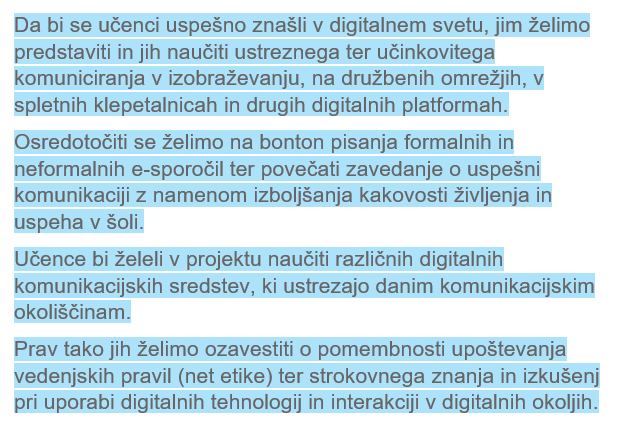 Da bi se učenci uspešno znašli v digitalnem svetu, jim želimo
predstaviti in jih naučiti ustreznega ter učinkovitega
komuniciranja v izobraževanju, na družbenih omrežjih, v
spletnih klepetalnicah in drugih digitalnih platformah.
Osredotočiti se želimo na bonton pisanja formalnih in
neformalnih e-sporočil ter povečati zavedanje o uspešni
komunikaciji z namenom izboljšanja kakovosti življenja in
uspeha v šoli.
Učence bi želeli v projektu naučiti različnih digitalnih
komunikacijskih sredstev, ki ustrezajo danim komunikacijskim
okoliščinam.
Prav tako jih želimo ozavestiti o pomembnosti upoštevanja
vedenjskih pravil (net etike) ter strokovnega znanja in izkušenj
pri uporabi digitalnih tehnologij in interakciji v digitalnih okoljih.